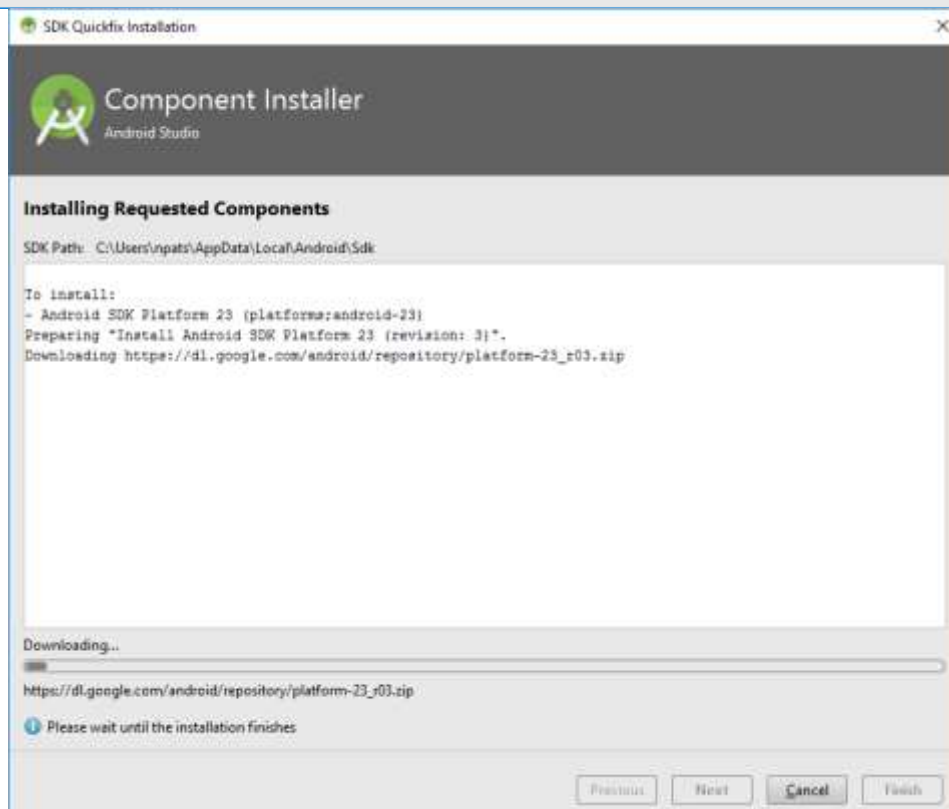 SDK Quickfix Installation
Component Installer
Android Studio
Installing Requested Components
SDK Path: C:\Users\npats\AppData\Local\Android\Sdk
To install:
- Android SDK Platform 23 (platforms;android-23)
Preparing "Install Android SDK Platform 23 (revision: 3)".
Downloading https://dl.google.com/android/repository/platform-23_r03.zip
Downloading...
https://dl.google.com/android/repository/platform-23_r03.zip
Please wait until the installation finishes
Previous Next Cancel Finish